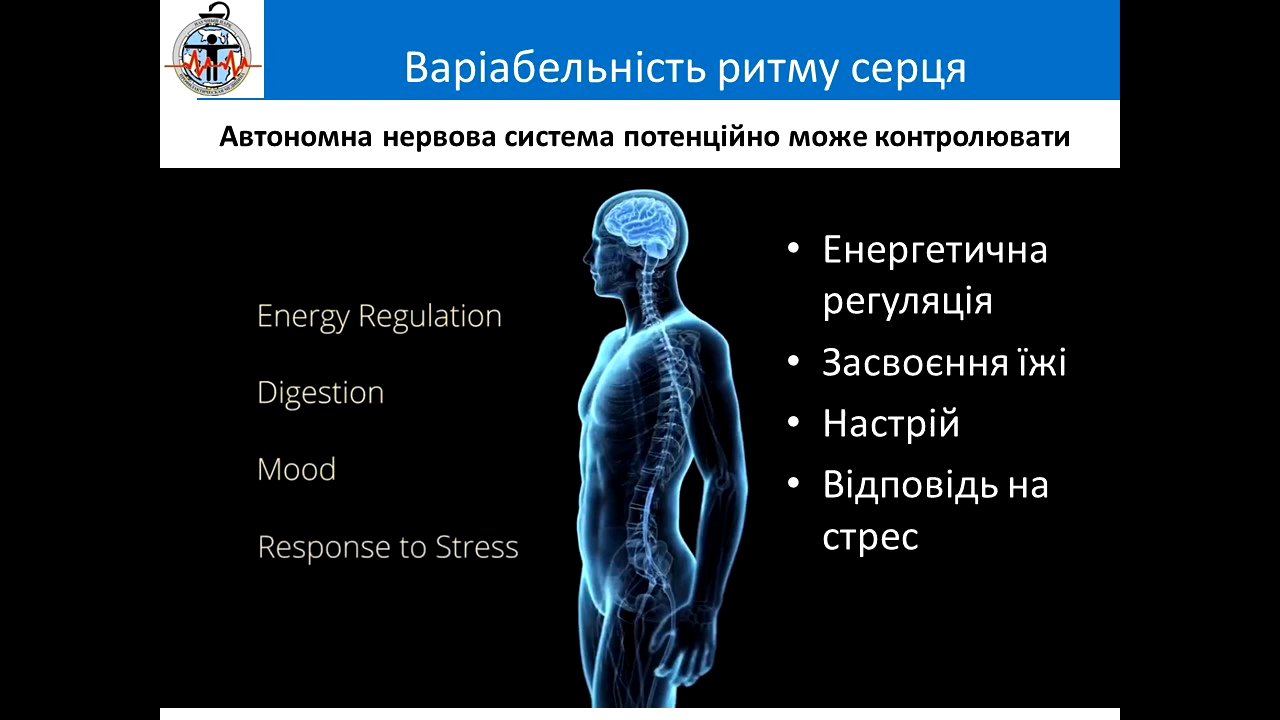 Варіабельність ритму серця
Автономна нервова система потенційно може контролювати
Energy Regulation
Digestion
Mood
Response to Stress
• Енергетична
регуляція
• Засвоєння їжі
• Настрій
• Відповідь на
стрес